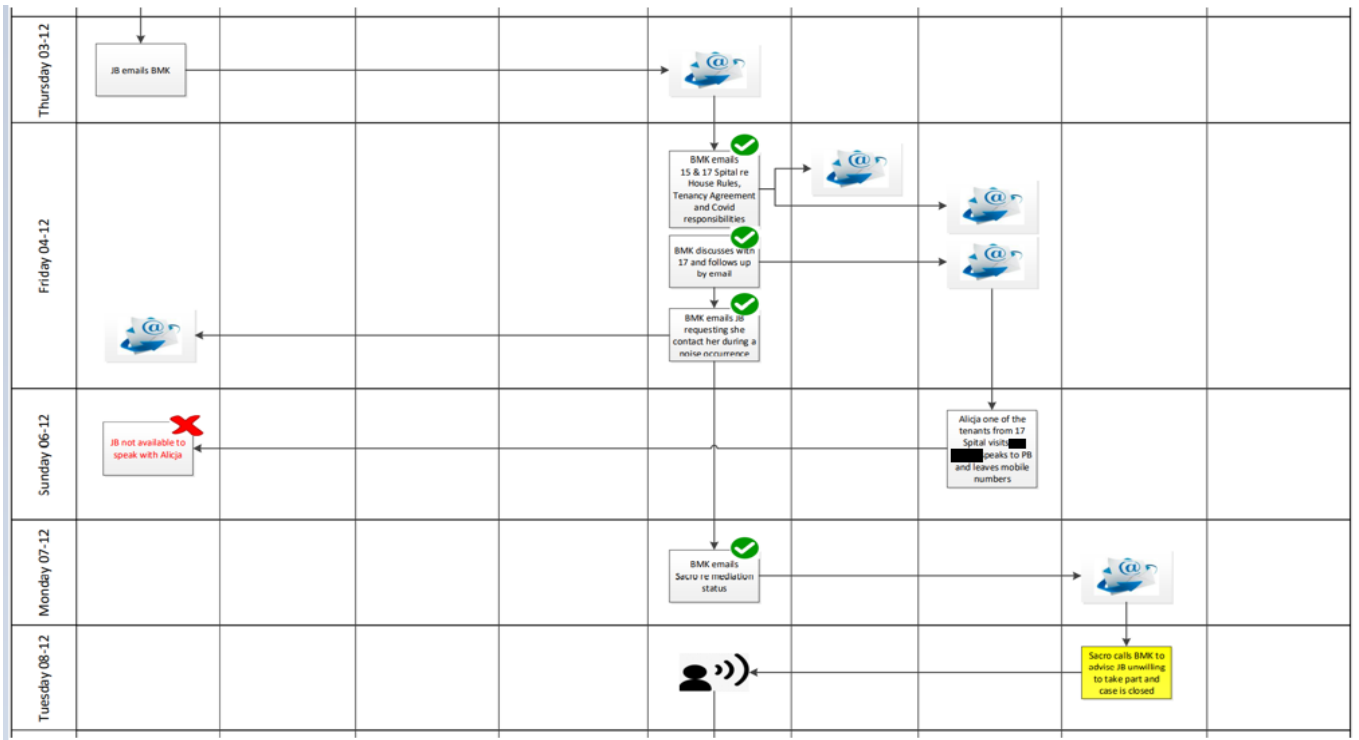 Thursday 03-12
JB emails BMK
@
Friday 04-12
BMK emails
15 & 17 Spital re
House Rules,
Tenancy Agreement
and Covid
responsibilities
@
@
BMK discusses with
17 and follows up
by email
@
BMK emails JB
requesting she
contact her during a
noise occurrence
@
Sunday 06-12
JB not available to
speak with Alicja
Alicja one of the
tenants from 17
Spital visits
speaks to PB
and leaves mobile
numbers
Monday 07-12
BMK emails
Sacro re mediation
status
@
Tuesday 08-12
Sacro calls BMK to
advise JB unwilling
to take part and
case is closed